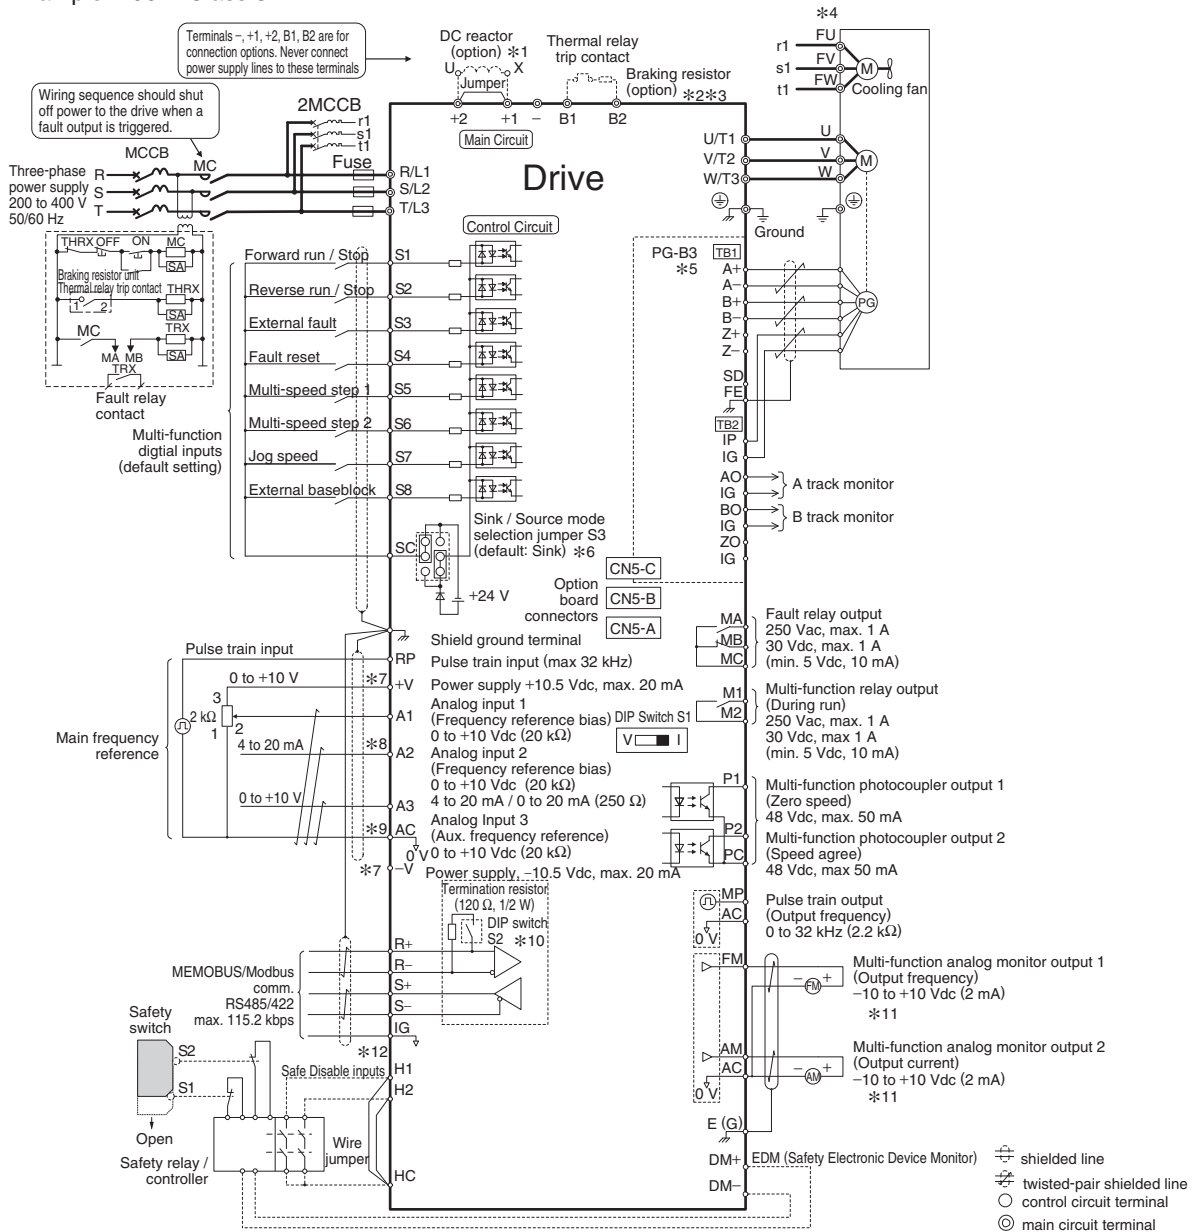 Terminals –, +1, +2, B1, B2 are for
connection options. Never connect
power supply lines to these terminals
DC reactor
(option) *1
U X
Jumper
+2 +1 – B1 B2
Thermal relay
trip contact
Braking resistor
(option) *2*3
Main Circuit
Wiring sequence should shut
off power to the drive when a
fault output is triggered.
2MCCB
r1
s1
t1
MCCB
MC
Fuse
Three-phase
power supply
200 to 400 V
50/60 Hz
R
S
T
R/L1
S/L2
T/L3
Drive
*4
r1 FU
s1 FV
t1 FW
M
Cooling fan
U/T1 U
V/T2 V
W/T3 W
M
Ground
THRX OFF ON MC
SA
Braking resistor unit
Thermal relay trip contact
1 2
THRX
SA
MC
TRX
SA
MA MB
TRX
Fault relay
contact
Control Circuit
Forward run / Stop S1
Reverse run / Stop S2
External fault S3
Fault reset S4
Multi-speed step 1 S5
Multi-speed step 2 S6
Jog speed S7
External baseblock S8
Multi-function
digtial inputs
(default setting)
SC
Sink / Source mode
selection jumper S3
(default: Sink) *6
+24 V
PG-B3
*5
TB1
A+
A–
B+
B–
Z+
Z–
PG
SD
FE
TB2
IP
IG
AO
IG
A track monitor
BO
IG
B track monitor
ZO
IG
Option
board
connectors
CN5-C
CN5-B
CN5-A
MA
MB
MC
Fault relay output
250 Vac, max. 1 A
30 Vdc, max. 1 A
(min. 5 Vdc, 10 mA)
M1
M2
Multi-function relay output
(During run)
250 Vac, max. 1 A
30 Vdc, max 1 A
(min. 5 Vdc, 10 mA)
Shield ground terminal
Pulse train input
RP
Pulse train input (max 32 kHz)
0 to +10 V
*7 +V
Power supply +10.5 Vdc, max. 20 mA
3
2 kΩ
2
1
A1
Analog input 1
(Frequency reference bias)
0 to +10 Vdc (20 kΩ)
DIP Switch S1
V I
Main frequency
reference
4 to 20 mA
*8 A2
Analog input 2
(Frequency reference bias)
0 to +10 Vdc (20 kΩ)
4 to 20 mA / 0 to 20 mA (250 Ω)
0 to +10 V
A3
Analog Input 3
(Aux. frequency reference)
0 to +10 Vdc (20 kΩ)
*9 AC
0 V
*7 –V
Power supply, –10.5 Vdc, max. 20 mA
P1
Multi-function photocoupler output 1
(Zero speed)
48 Vdc, max. 50 mA
P2
PC
Multi-function photocoupler output 2
(Speed agree)
48 Vdc, max 50 mA
MP
AC
0 V
Pulse train output
(Output frequency)
0 to 32 kHz (2.2 kΩ)
Termination resistor
(120 Ω, 1/2 W)
DIP switch
S2 *10
R+
R–
S+
S–
IG
MEMOBUS/Modbus
comm.
RS485/422
max. 115.2 kbps
FM
– +
FM
Multi-function analog monitor output 1
(Output frequency)
–10 to +10 Vdc (2 mA)
*11
AM
AC
0 V
– +
AM
Multi-function analog monitor output 2
(Output current)
–10 to +10 Vdc (2 mA)
*11
E (G)
Safety
switch
S2
S1
Open
Safety relay /
controller
*12
Safe Disable inputs
H1
H2
Wire
jumper
HC
DM+
DM–
EDM (Safety Electronic Device Monitor)
shielded line
twisted-pair shielded line
control circuit terminal
main circuit terminal